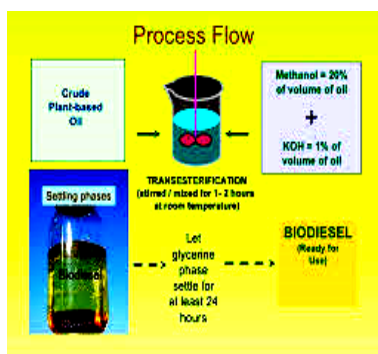 Process Flow
Crude
Plant-based
Oil
Methanol = 20%
of volume of oil
+
KOH = 1% of
volume of oil
TRANSESTERIFICATION
(stirred / mixed for 1- 2 hours
at room temperature)
Settling phases
Biodiesel
Let
glycerine
phase
settle for
at least 24
hours
BIODIESEL
(Ready for
Use)